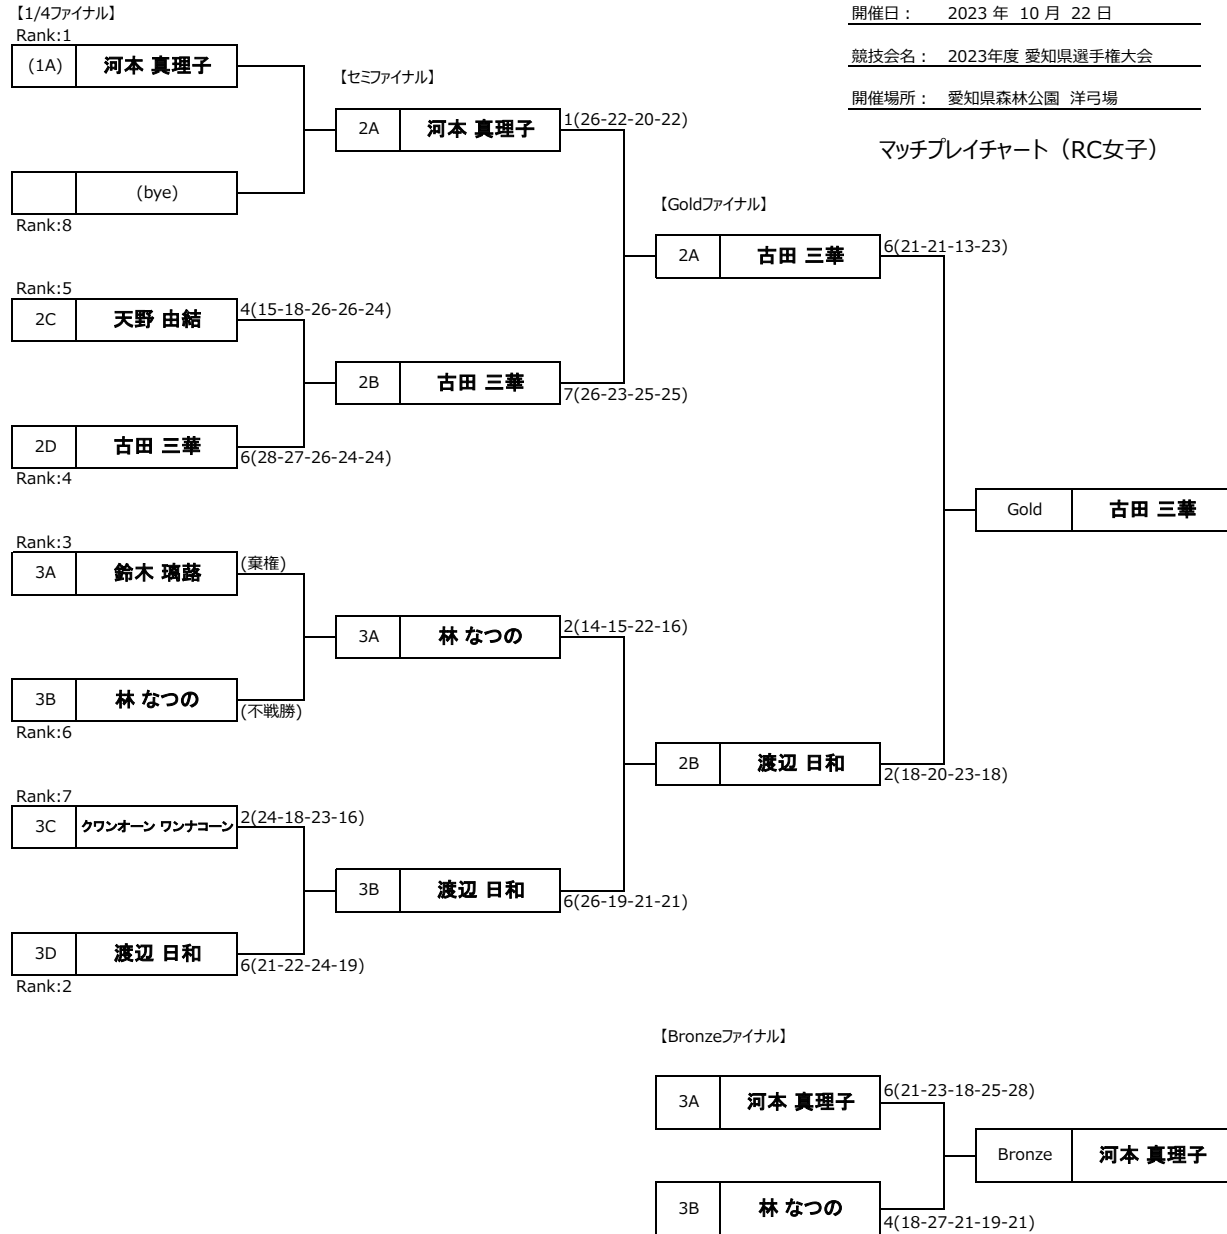 【1/4ファイナル】
開催日： 2023 年 10 月 22 日
Rank:1
(1A) 河本 真理子
競技会名： 2023年度 愛知県選手権大会
【セミファイナル】
開催場所： 愛知県森林公園 洋弓場
2A 河本 真理子 1(26-22-20-22)
マッチプレイチャート（RC女子）
(bye)
Rank:8
【Goldファイナル】
2A 古田 三華 6(21-21-13-23)
Rank:5
2C 天野 由結 4(15-18-26-26-24)
2B 古田 三華 7(26-23-25-25)
2D 古田 三華 6(28-27-26-24-24)
Rank:4
Gold 古田 三華
Rank:3
3A 鈴木 璃蕗 (棄権)
3A 林 なつの 2(14-15-22-16)
3B 林 なつの (不戦勝)
Rank:6
2B 渡辺 日和 2(18-20-23-18)
Rank:7
3C クワンオーン ワンナコーン 2(24-18-23-16)
3B 渡辺 日和 6(26-19-21-21)
3D 渡辺 日和 6(21-22-24-19)
Rank:2
【Bronzeファイナル】
3A 河本 真理子 6(21-23-18-25-28)
Bronze 河本 真理子
3B 林 なつの 4(18-27-21-19-21)